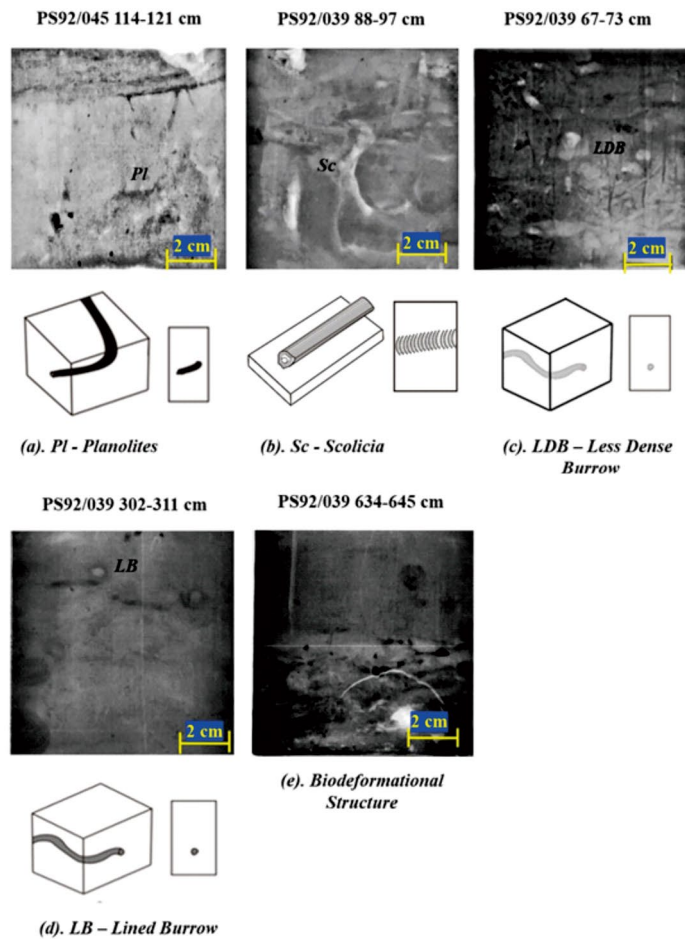 PS92/045 114-121 cm
PS92/039 88-97 cm
PS92/039 67-73 cm
Pl
Sc
LDB
2 cm
2 cm
2 cm
(a). Pl - Planolites
(b). Sc - Scolicia
(c). LDB – Less Dense
Burrow
PS92/039 302-311 cm
PS92/039 634-645 cm
LB
2 cm
2 cm
(e). Biodeformational
Structure
(d). LB – Lined Burrow